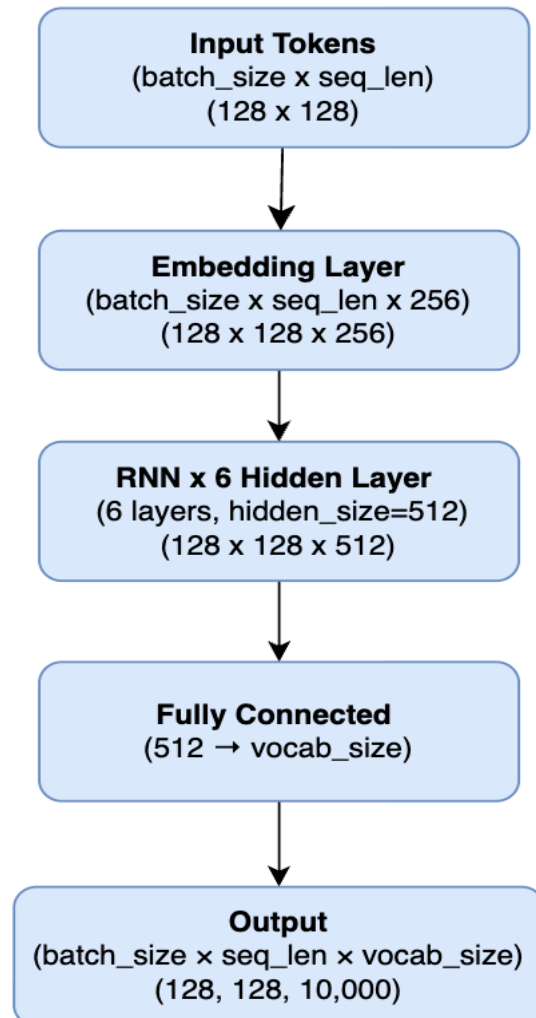 Input Tokens
(batch_size x seq_len)
(128 x 128)
Embedding Layer
(batch_size x seq_len x 256)
(128 x 128 x 256)
RNN x 6 Hidden Layer
(6 layers, hidden_size=512)
(128 x 128 x 512)
Fully Connected
(512 → vocab_size)
Output
(batch_size × seq_len × vocab_size)
(128, 128, 10,000)